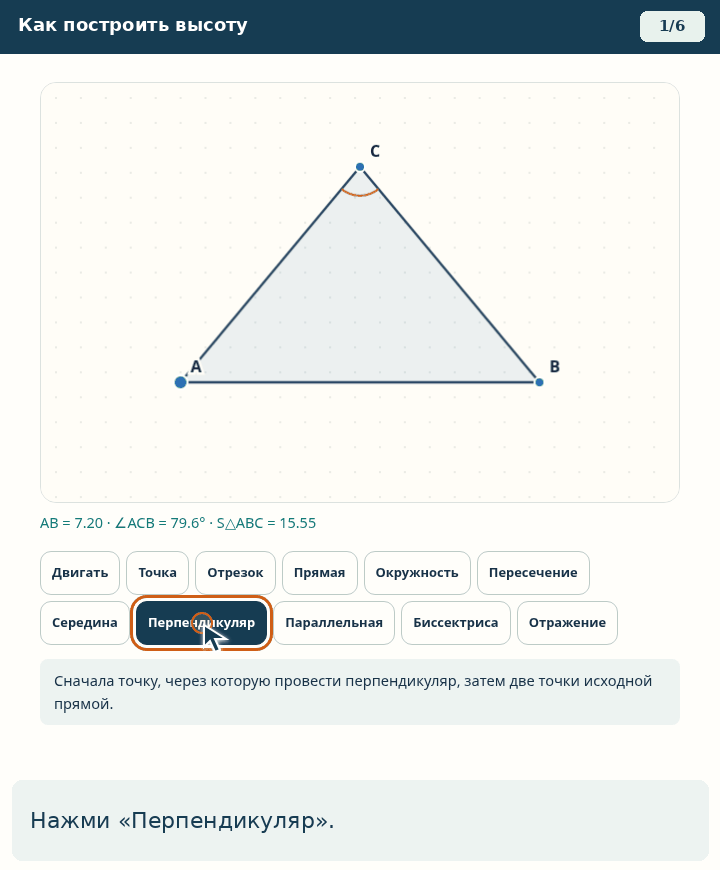 Как построить высоту
1/6
C
A
B
AB = 7.20 · ∠ACB = 79.6° · S△ABC = 15.55
Двигать Точка Отрезок Прямая Окружность Пересечение
Середина Перпендикуляр Параллельная Биссектриса Отражение
Сначала точку, через которую провести перпендикуляр, затем две точки исходной
прямой.
Нажми «Перпендикуляр».